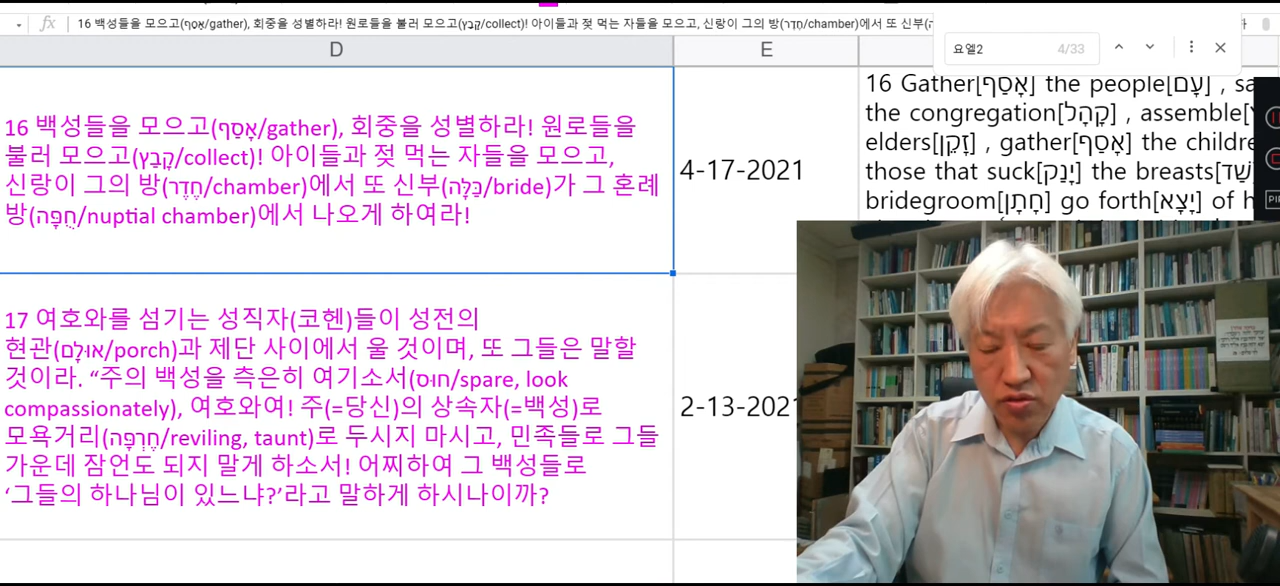 fx 16 백성들을 모으고(אָסַף/gather), 회중을 성별하라! 원로들을 불러 모으고(קָבַץ/collect)! 아이들과 젖 먹는 자들을 모으고, 신랑이 그의 방(חֶדֶר/chamber)에서 또 신부(
요엘2 4/33
D E
16 백성들을 모으고(אָסַף/gather), 회중을 성별하라! 원로들을
불러 모으고(קָבַץ/collect)! 아이들과 젖 먹는 자들을 모으고,
신랑이 그의 방(חֶדֶר/chamber)에서 또 신부(כַּלָּה/bride)가 그 혼례
방(חֻפָּה/nuptial chamber)에서 나오게 하여라!
4-17-2021
16 Gather[אָסַף] the people[עָם] , sa
the congregation[קָהָל] , assemble[
elders[זָקֵן] , gather[אָסַף] the childre
those that suck[יָנַק] the breasts[שַׁד
bridegroom[חָתָן] go forth[יָצָא] of h
17 여호와를 섬기는 성직자(코헨)들이 성전의
현관(אוּלָם/porch)과 제단 사이에서 울 것이며, 또 그들은 말할
것이라. “주의 백성을 측은히 여기소서(חוּס/spare, look
compassionately), 여호와여! 주(=당신)의 상속자(=백성)로
모욕거리(חֶרְפָּה/reviling, taunt)로 두시지 마시고, 민족들로 그들
가운데 잠언도 되지 말게 하소서! 어찌하여 그 백성들로
‘그들의 하나님이 있느냐?’라고 말하게 하시나이까?
2-13-2021